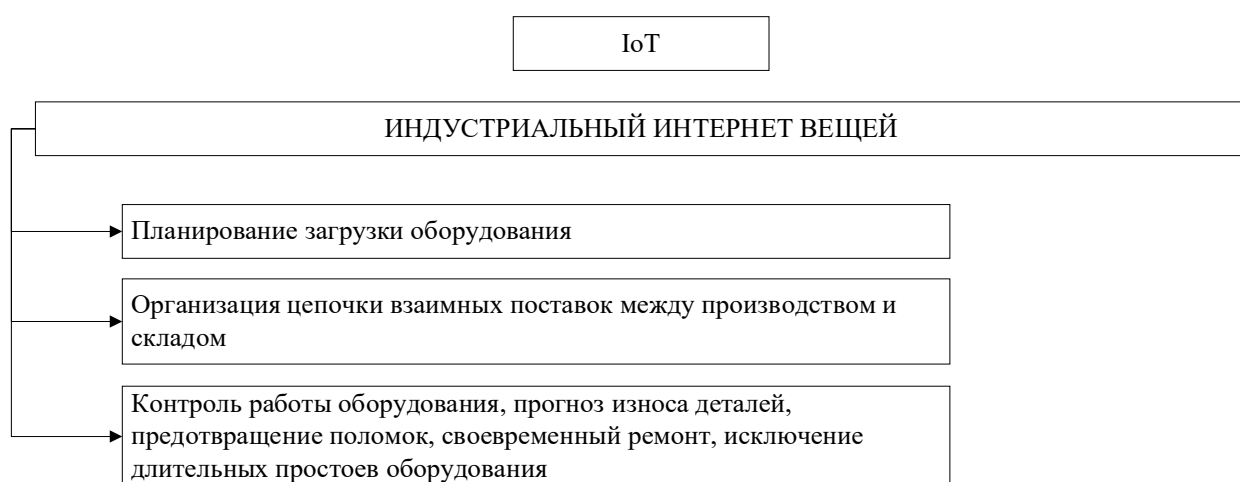 IoT
ИНДУСТРИАЛЬНЫЙ ИНТЕРНЕТ ВЕЩЕЙ
Планирование загрузки оборудования
Организация цепочки взаимных поставок между производством и
складом
Контроль работы оборудования, прогноз износа деталей,
предотвращение поломок, своевременный ремонт, исключение
длительных простоев оборудования